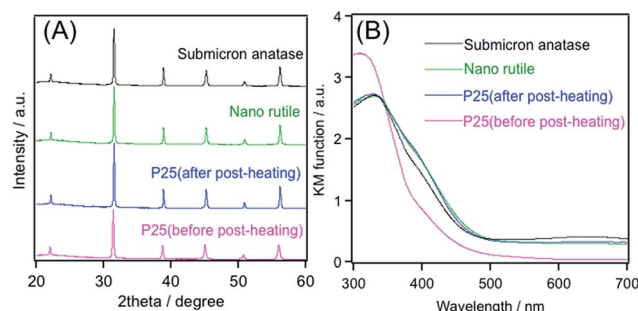 (A)
Submicron anatase
Nano rutile
P25(after post-heating)
P25(before post-heating)
Intensity / a.u.
20 30 40 50 60
2theta / degree
(B)
Submicron anatase
Nano rutile
P25(after post-heating)
P25(before post-heating)
KM function / a.u.
4
3
2
1
0
300 400 500 600 700
Wavelength / nm